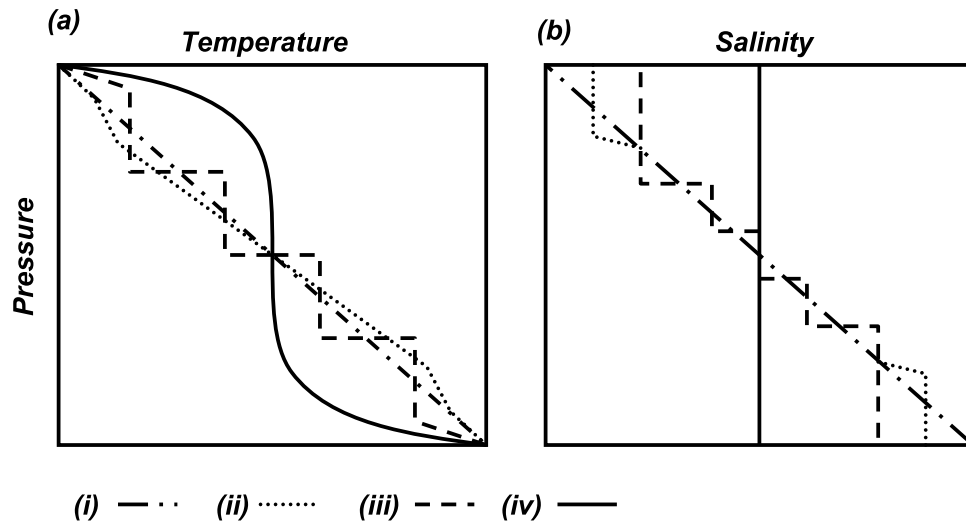 (a)
Temperature
(b)
Salinity
Pressure
(i) (ii) (iii) (iv)